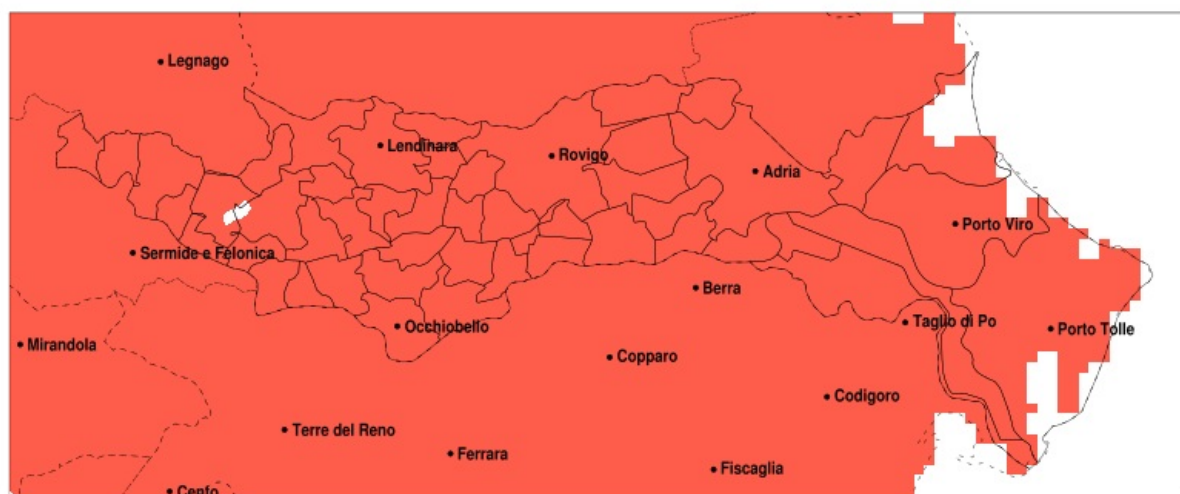 Legnago
Lendinara
Rovigo
Adria
Porto Viro
Sermide e Felonica
Berra
Occhiobello
Taglio di Po
Porto Tolle
Mirandola
Copparo
Codigoro
Terre del Reno
Ferrara
Fiscaglia
Cento